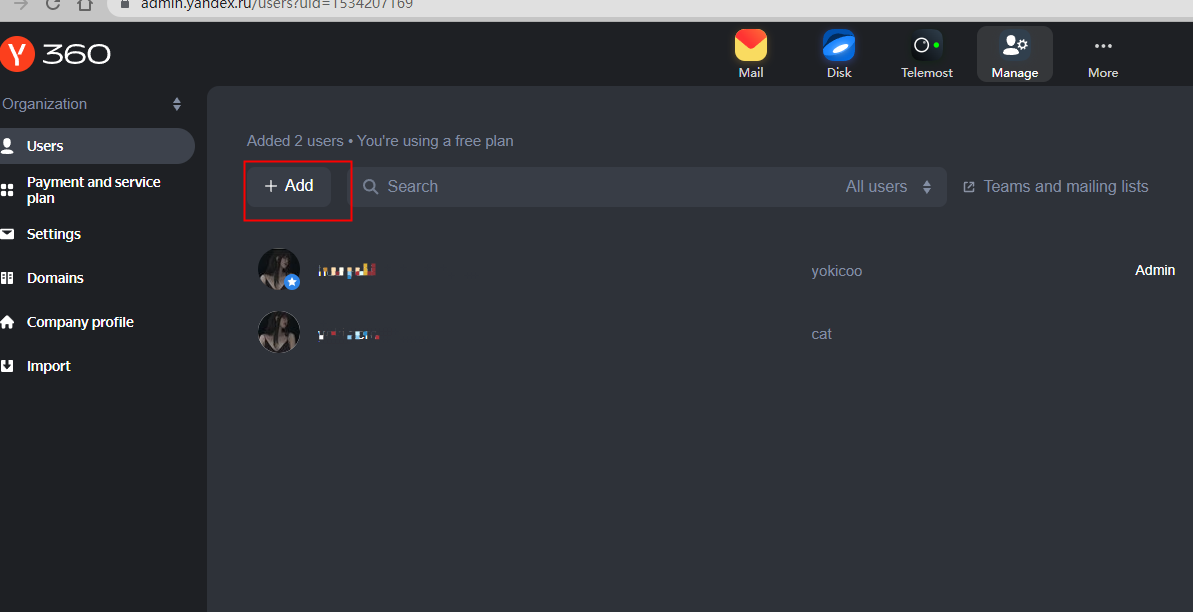 admin.yandex.ru/users?uid=1534207169
Y 360
Mail
Disk
Telemost
Manage
More
Organization
Users
Payment and service
plan
Settings
Domains
Company profile
Import
Added 2 users • You're using a free plan
+ Add
Search
All users
Teams and mailing lists
yokicoo
Admin
cat